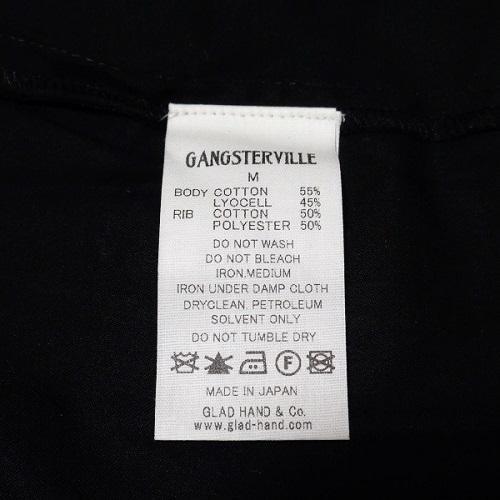 GANGSTERVILLE
M
BODY COTTON 55%
LYOCELL 45%
RIB COTTON 50%
POLYESTER 50%
DO NOT WASH
DO NOT BLEACH
IRON,MEDIUM
IRON UNDER DAMP CLOTH
DRYCLEAN, PETROLEUM
SOLVENT ONLY
DO NOT TUMBLE DRY
F
MADE IN JAPAN
GLAD HAND & Co.
www.glad-hand.com